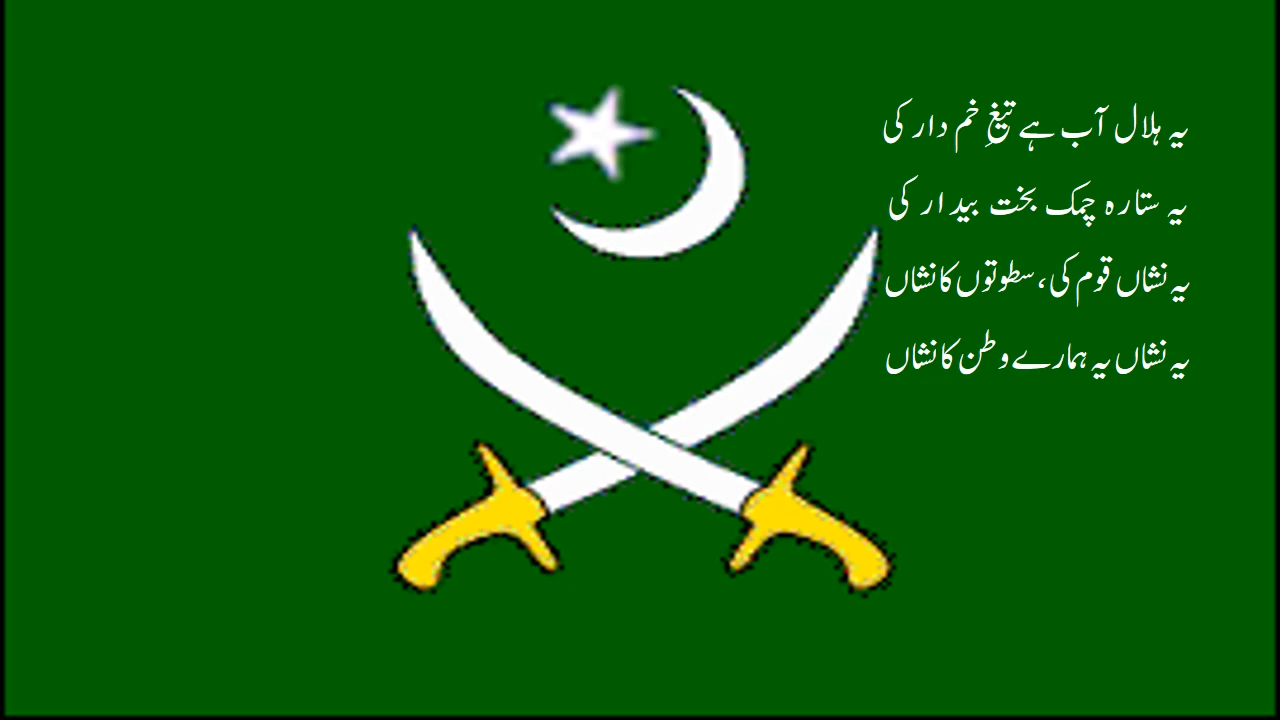 یہ ہلال آب ہے تیغِ خم دار کی
یہ ستارہ چمک بخت بیدار کی
یہ نشاں قوم کی، سطوتوں کا نشاں
یہ نشاں یہ ہمارے وطن کا نشاں